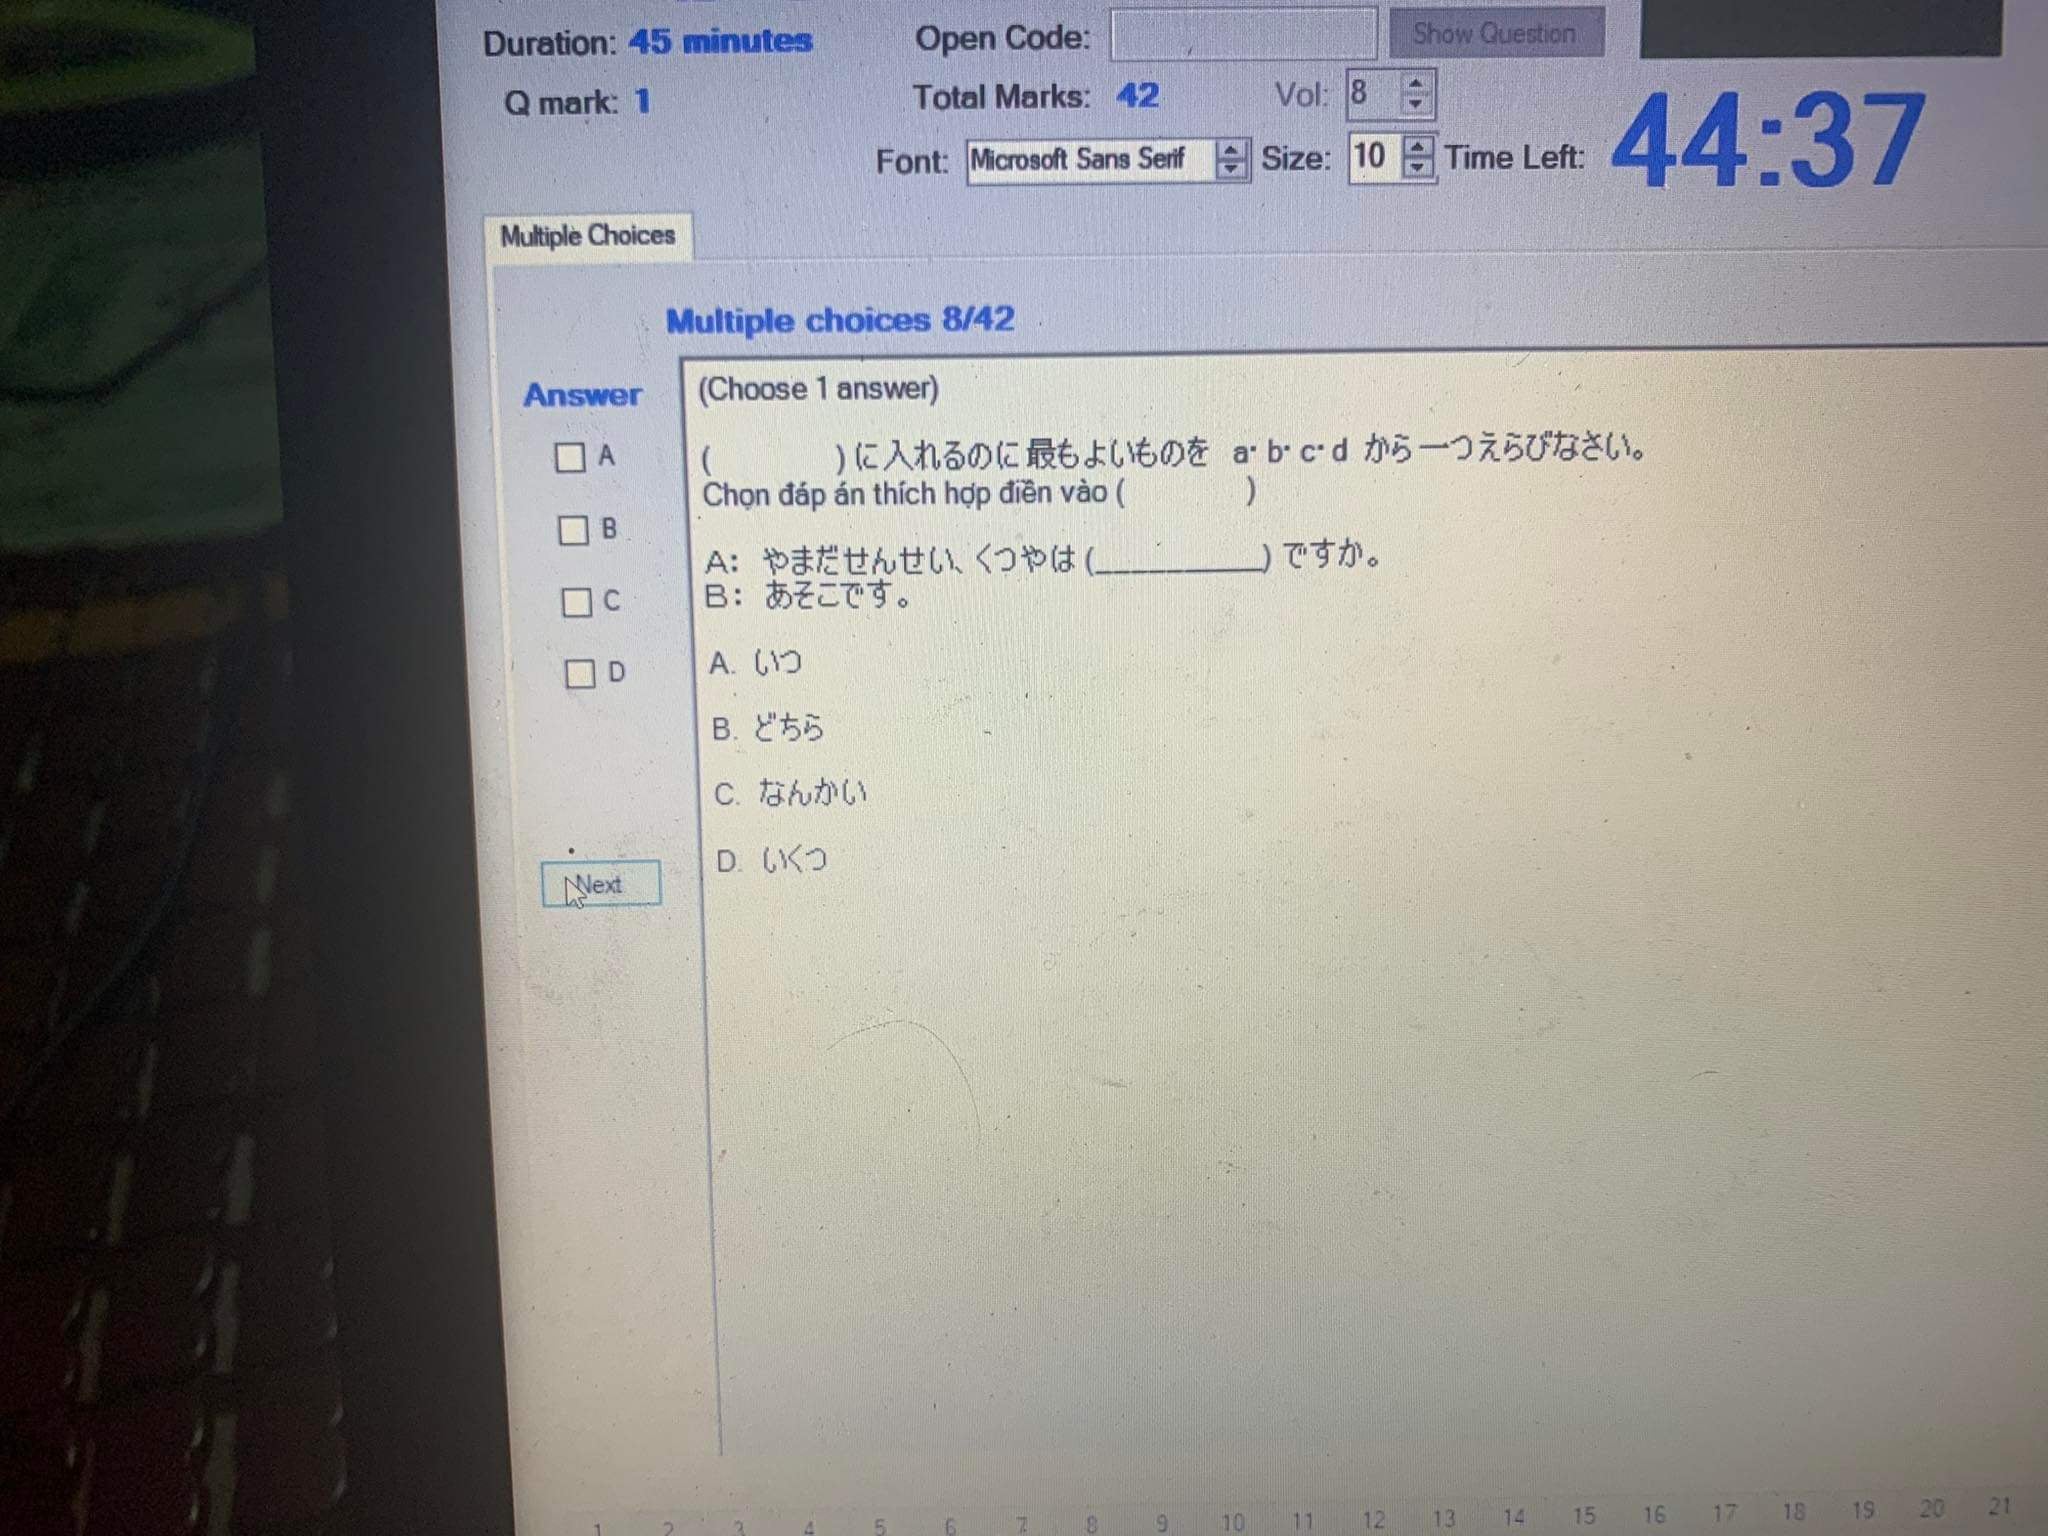 Duration: 45 minutes
Open Code:
Show Question
Q mark: 1
Total Marks: 42
Vol: 8
Font: Microsoft Sans Serif
Size: 10
Time Left: 44:37
Multiple Choices
Multiple choices 8/42
Answer
A
B
C
D
Next
(Choose 1 answer)
(          )に入れるのに最もよいものを a・b・c・d から一つえらびなさい。
Chọn đáp án thích hợp điền vào (          )
A: やまだせんせい、くつやは (__________) ですか。
B: あそこです。
A. いつ
B. どちら
C. なんかい
D. いくつ
1 2 3 4 5 6 7 8 9 10 11 12 13 14 15 16 17 18 19 20 21